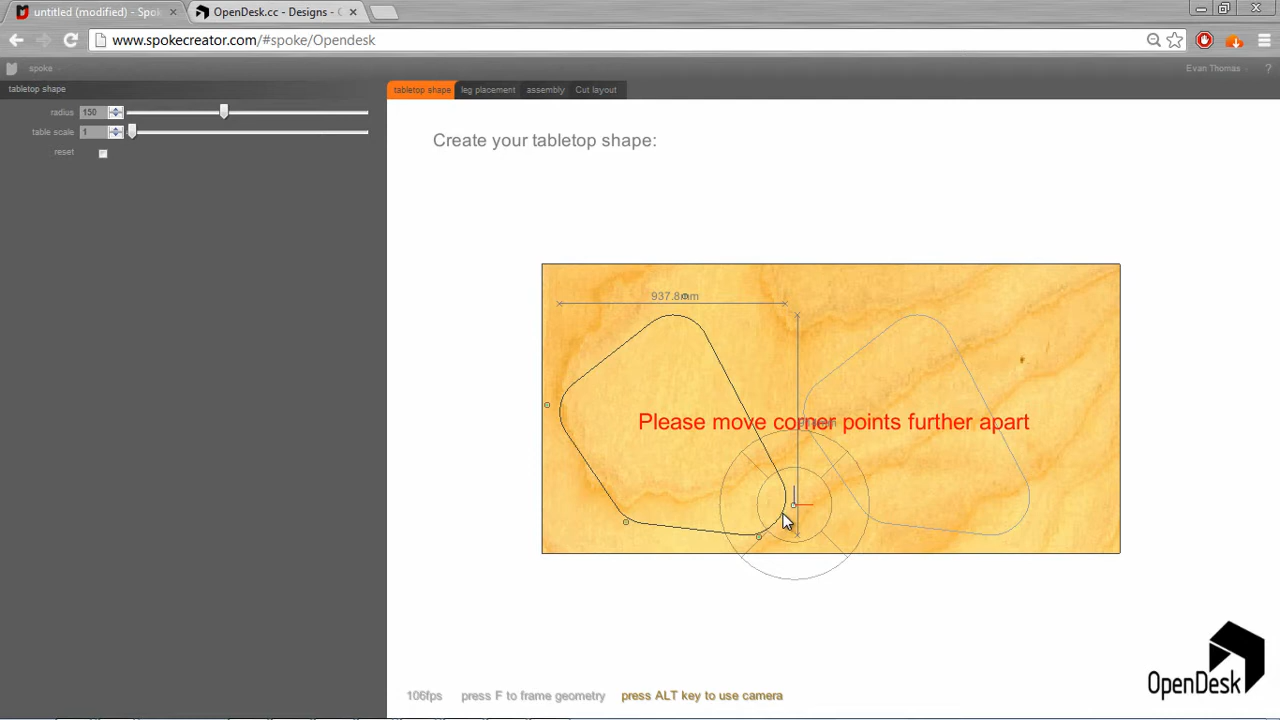 untitled (modified) - Spok
OpenDesk.cc - Designs -
www.spokecreator.com/#spoke/Opendesk
spoke
Evan Thomas
?
tabletop shape
tabletop shape
leg placement
assembly
Cut layout
radius
150
table scale
1
reset
Create your tabletop shape:
937.8mm
Please move corner points further apart
106fps
press F to frame geometry
press ALT key to use camera
OpenDesk